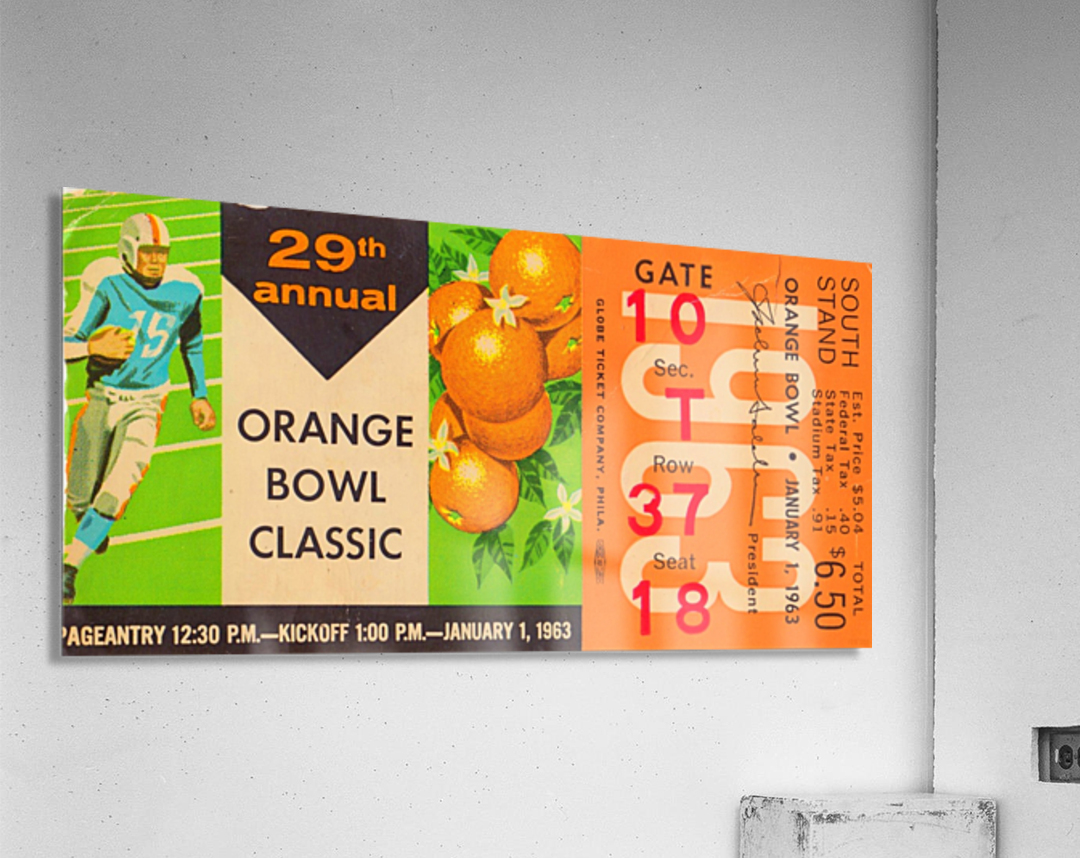 29th
annual
ORANGE
BOWL
CLASSIC
PAGEANTRY 12:30 P.M.—KICKOFF 1:00 P.M.—JANUARY 1, 1963
15
GLOBE TICKET COMPANY, PHILA.
GATE
10
Sec.
T
Row
37
Seat
18
1963
President
ORANGE BOWL • JANUARY 1, 1963
SOUTH
STAND
Est. Price $5.04
Federal Tax .40
State Tax .15
Stadium Tax .91
TOTAL
$6.50